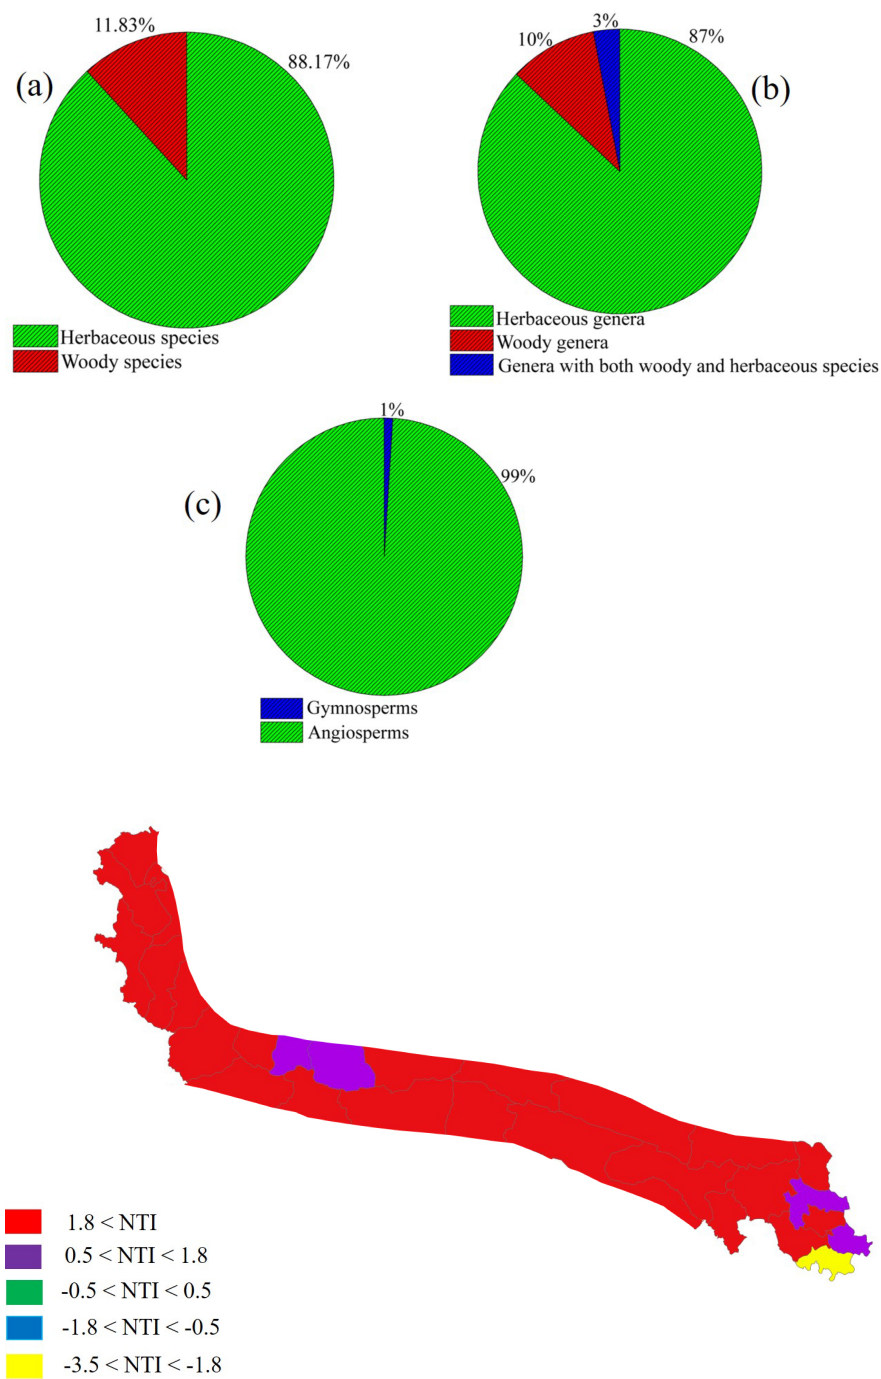 11.83%
88.17%
(a)
Herbaceous species
Woody species
3%
10%
87%
(b)
Herbaceous genera
Woody genera
Genera with both woody and herbaceous species
1%
99%
(c)
Gymnosperms
Angiosperms
1.8 < NTI
0.5 < NTI < 1.8
-0.5 < NTI < 0.5
-1.8 < NTI < -0.5
-3.5 < NTI < -1.8